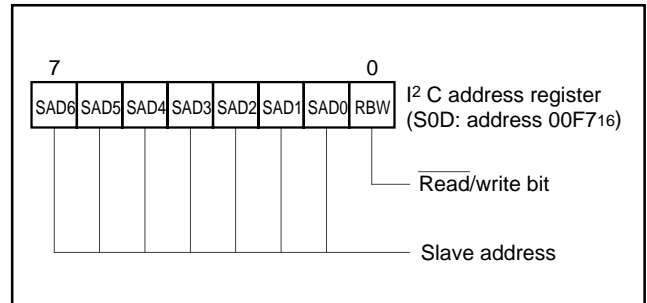 7 0
SAD6 SAD5 SAD4 SAD3 SAD2 SAD1 SAD0 RBW
I² C address register
(S0D: address 00F7₁₆)
R̅e̅a̅d̅/write bit
Slave address